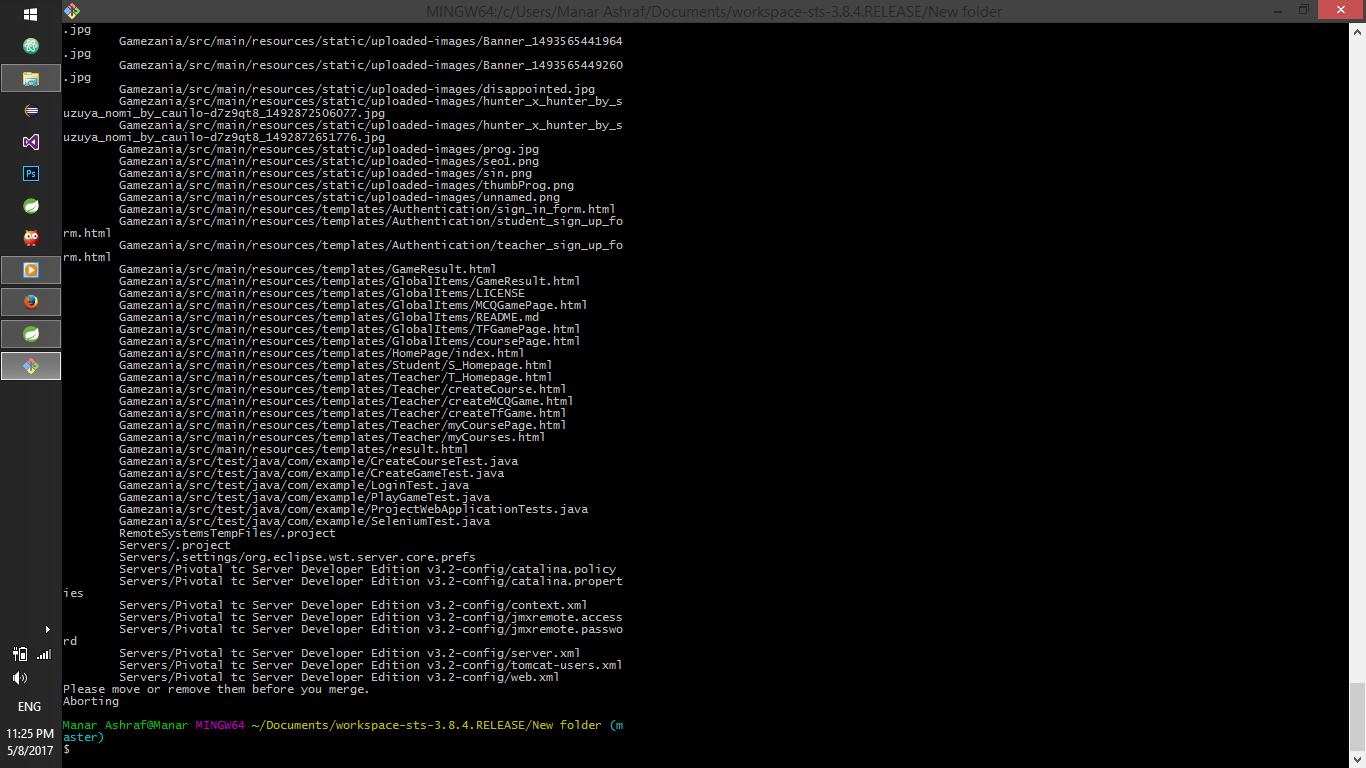 MINGW64:/c/Users/Manar Ashraf/Documents/workspace-sts-3.8.4.RELEASE/New folder
.jpg
Gamezania/src/main/resources/static/uploaded-images/Banner_1493565441964
.jpg
Gamezania/src/main/resources/static/uploaded-images/Banner_1493565449260
.jpg
Gamezania/src/main/resources/static/uploaded-images/disappointed.jpg
Gamezania/src/main/resources/static/uploaded-images/hunter_x_hunter_by_s
uzuya_nomi_by_cauilo-d7z9qt8_1492872506077.jpg
Gamezania/src/main/resources/static/uploaded-images/hunter_x_hunter_by_s
uzuya_nomi_by_cauilo-d7z9qt8_1492872651776.jpg
Gamezania/src/main/resources/static/uploaded-images/prog.jpg
Gamezania/src/main/resources/static/uploaded-images/seo1.png
Gamezania/src/main/resources/static/uploaded-images/sin.png
Gamezania/src/main/resources/static/uploaded-images/thumbProg.png
Gamezania/src/main/resources/static/uploaded-images/unnamed.png
Gamezania/src/main/resources/templates/Authentication/sign_in_form.html
Gamezania/src/main/resources/templates/Authentication/student_sign_up_fo
rm.html
Gamezania/src/main/resources/templates/Authentication/teacher_sign_up_fo
rm.html
Gamezania/src/main/resources/templates/GameResult.html
Gamezania/src/main/resources/templates/GlobalItems/GameResult.html
Gamezania/src/main/resources/templates/GlobalItems/LICENSE
Gamezania/src/main/resources/templates/GlobalItems/MCQGamePage.html
Gamezania/src/main/resources/templates/GlobalItems/README.md
Gamezania/src/main/resources/templates/GlobalItems/TFGamePage.html
Gamezania/src/main/resources/templates/GlobalItems/coursePage.html
Gamezania/src/main/resources/templates/HomePage/index.html
Gamezania/src/main/resources/templates/Student/S_Homepage.html
Gamezania/src/main/resources/templates/Teacher/T_Homepage.html
Gamezania/src/main/resources/templates/Teacher/createCourse.html
Gamezania/src/main/resources/templates/Teacher/createMCQGame.html
Gamezania/src/main/resources/templates/Teacher/createTfGame.html
Gamezania/src/main/resources/templates/Teacher/myCoursePage.html
Gamezania/src/main/resources/templates/Teacher/myCourses.html
Gamezania/src/main/resources/templates/result.html
Gamezania/src/test/java/com/example/CreateCourseTest.java
Gamezania/src/test/java/com/example/CreateGameTest.java
Gamezania/src/test/java/com/example/LoginTest.java
Gamezania/src/test/java/com/example/PlayGameTest.java
Gamezania/src/test/java/com/example/ProjectWebApplicationTests.java
Gamezania/src/test/java/com/example/SeleniumTest.java
RemoteSystemsTempFiles/.project
Servers/.project
Servers/.settings/org.eclipse.wst.server.core.prefs
Servers/Pivotal tc Server Developer Edition v3.2-config/catalina.policy
Servers/Pivotal tc Server Developer Edition v3.2-config/catalina.propert
ies
Servers/Pivotal tc Server Developer Edition v3.2-config/context.xml
Servers/Pivotal tc Server Developer Edition v3.2-config/jmxremote.access
Servers/Pivotal tc Server Developer Edition v3.2-config/jmxremote.passwo
rd
Servers/Pivotal tc Server Developer Edition v3.2-config/server.xml
Servers/Pivotal tc Server Developer Edition v3.2-config/tomcat-users.xml
Servers/Pivotal tc Server Developer Edition v3.2-config/web.xml
Please move or remove them before you merge.
Aborting
Manar Ashraf@Manar MINGW64 ~/Documents/workspace-sts-3.8.4.RELEASE/New folder (m
aster)
$
Ps
ENG
11:25 PM
5/8/2017